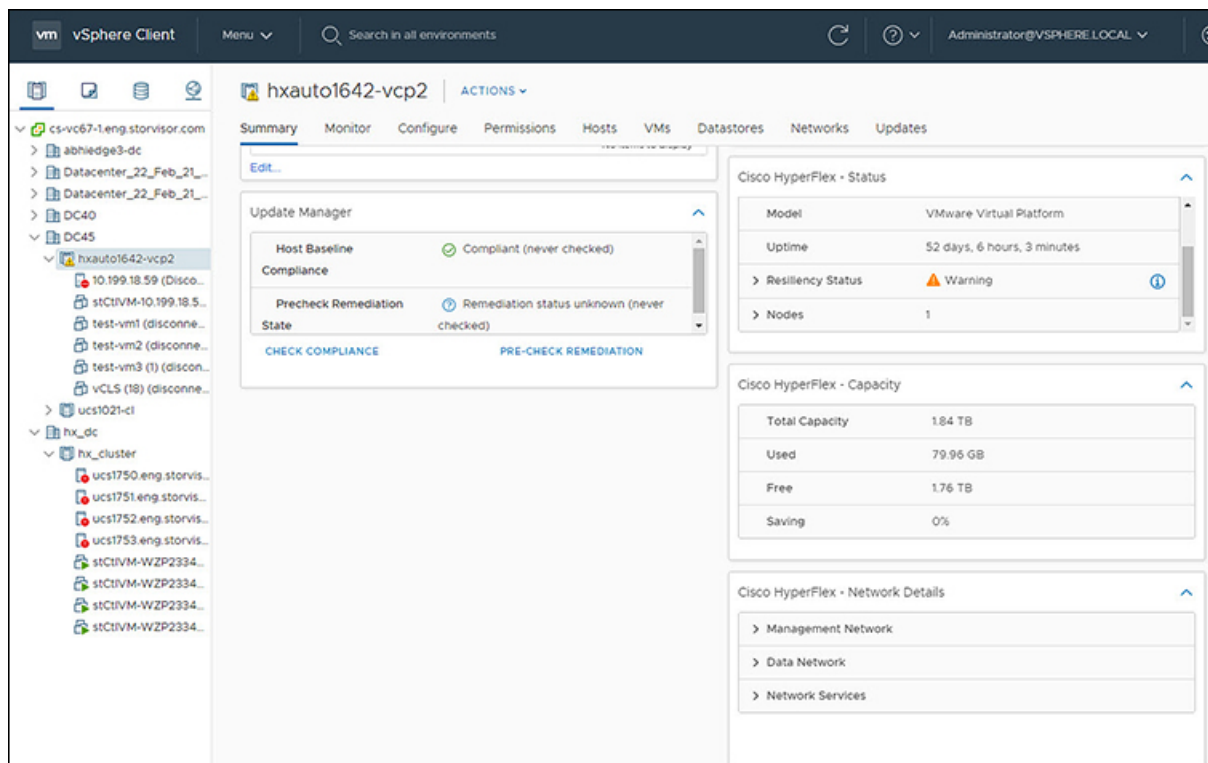 vm vSphere Client Menu Search in all environments Administrator@VSPHERE.LOCAL
hxauto1642-vcp2 ACTIONS
Summary Monitor Configure Permissions Hosts VMs Datastores Networks Updates
cs-vc67-1.eng.storvisor.com
abhiedge3-dc
Datacenter_22_Feb_21_...
Datacenter_22_Feb_21_...
DC40
DC45
hxauto1642-vcp2
10.199.18.59 (Disco...
stCtlVM-10.199.18.5...
test-vm1 (disconne...
test-vm2 (disconne...
test-vm3 (1) (discon...
vCLS (18) (disconne...
ucs1021-cl
hx_dc
hx_cluster
ucs1750.eng.storvis...
ucs1751.eng.storvis...
ucs1752.eng.storvis...
ucs1753.eng.storvis...
stCtlVM-WZP2334...
stCtlVM-WZP2334...
stCtlVM-WZP2334...
stCtlVM-WZP2334...
No items to display
Edit...
Update Manager
Host Baseline Compliant (never checked)
Compliance
Precheck Remediation Remediation status unknown (never
State checked)
CHECK COMPLIANCE PRE-CHECK REMEDIATION
Cisco HyperFlex - Status
Model VMware Virtual Platform
Uptime 52 days, 6 hours, 3 minutes
Resiliency Status Warning
Nodes 1
Cisco HyperFlex - Capacity
Total Capacity 1.84 TB
Used 79.96 GB
Free 1.76 TB
Saving 0%
Cisco HyperFlex - Network Details
Management Network
Data Network
Network Services